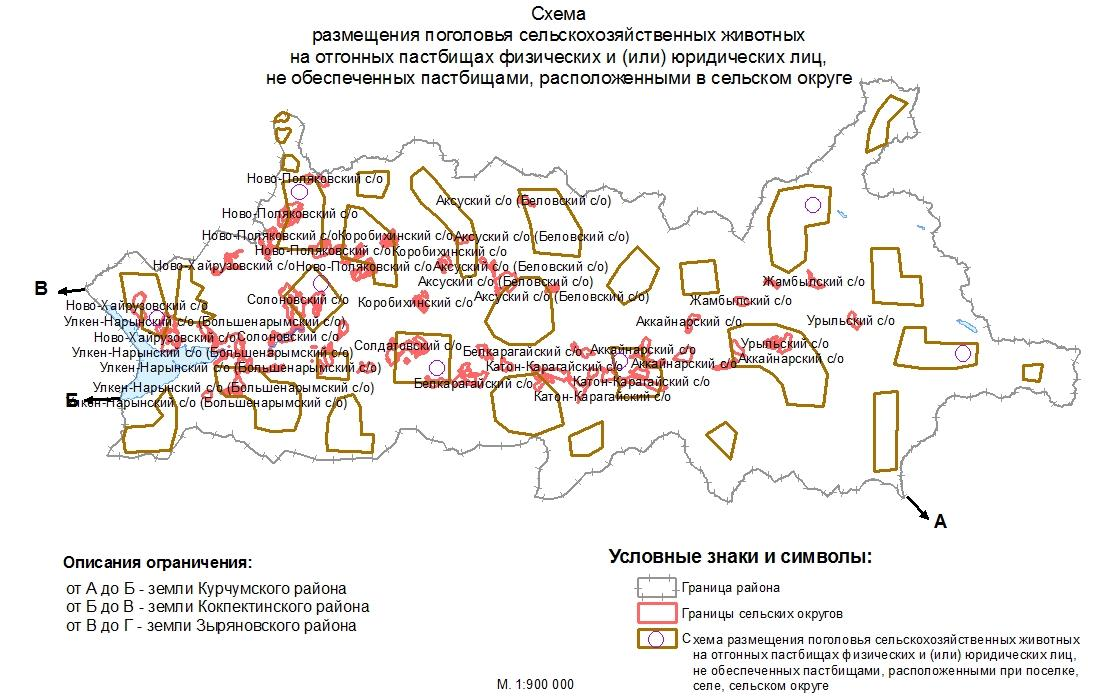 Схема
размещения поголовья сельскохозяйственных животных
на отгонных пастбищах физических и (или) юридических лиц,
не обеспеченных пастбищами, расположенными в сельском округе
Ново-Поляковский с/о
Аксуский с/о (Беловский с/о)
Ново-Поляковский с/о
Ново-Поляковский с/о Коробихинский с/о Аксуский с/о (Беловский с/о)
Ново-Поляковский с/о Коробихинский с/о
Ново-Хайрузовский с/о Ново-Поляковский с/о Аксуский с/о (Беловский с/о)
Аксуский с/о (Беловский с/о)
Жамбылский с/о
Солоновский с/о Коробихинский с/о Аксуский с/о (Беловский с/о)
Жамбылский с/о
В
Ново-Хайрузовский с/о
Улкен-Нарынский с/о (Большенарымский с/о)
Аккайнарский с/о
Урыльский с/о
Ново-Хайрузовский с/о Солоновский с/о
Солдатовский с/о
Урыльский с/о
Улкен-Нарынский с/о (Большенарымский с/о)
Белкарагайский с/о Аккайнарский с/о
Аккайнарский с/о
Улкен-Нарынский с/о (Большенарымский с/о)
Катон-Карагайский с/о Аккайнарский с/о
Белкарагайский с/о
Катон-Карагайский с/о
Улкен-Нарынский с/о (Большенарымский с/о)
Катон-Карагайский с/о
Б
Улкен-Нарынский с/о (Большенарымский с/о)
А
Описания ограничения:
от А до Б - земли Курчумского района
от Б до В - земли Кокпектинского района
от В до Г - земли Зыряновского района
Условные знаки и символы:
Граница района
Границы сельских округов
Схема размещения поголовья сельскохозяйственных животных
на отгонных пастбищах физических и (или) юридических лиц,
не обеспеченных пастбищами, расположенными при поселке,
селе, сельском округе
М. 1:900 000